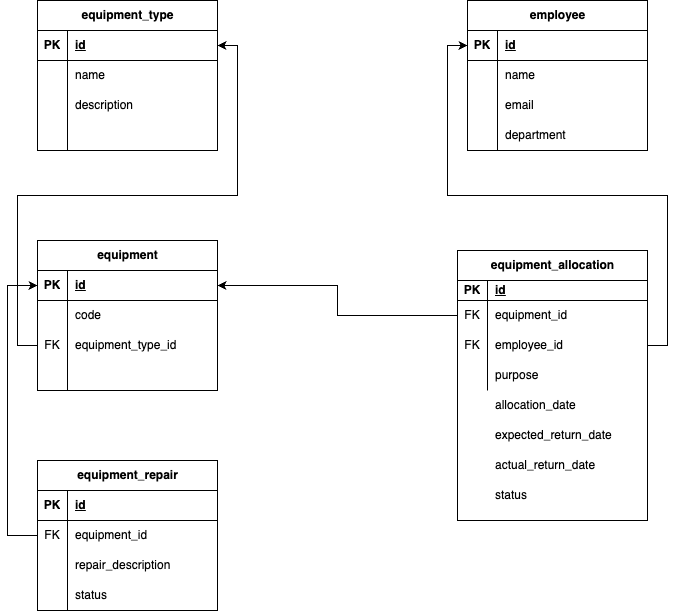 equipment_type
PK id
name
description
employee
PK id
name
email
department
equipment
PK id
code
FK equipment_type_id
equipment_allocation
PK id
FK equipment_id
FK employee_id
purpose
allocation_date
expected_return_date
actual_return_date
status
equipment_repair
PK id
FK equipment_id
repair_description
status